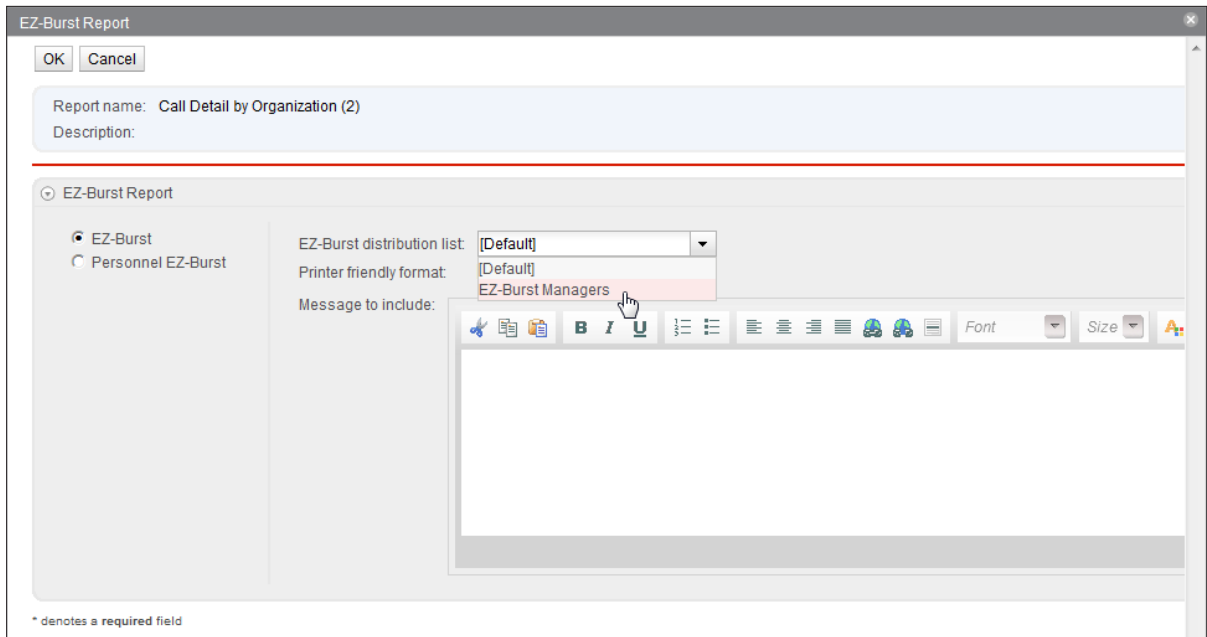 EZ-Burst Report
OK Cancel
Report name: Call Detail by Organization (2)
Description:
EZ-Burst Report
EZ-Burst
Personnel EZ-Burst
EZ-Burst distribution list: [Default]
[Default]
EZ-Burst Managers
Printer friendly format:
Message to include:
B I U Font Size A
* denotes a required field